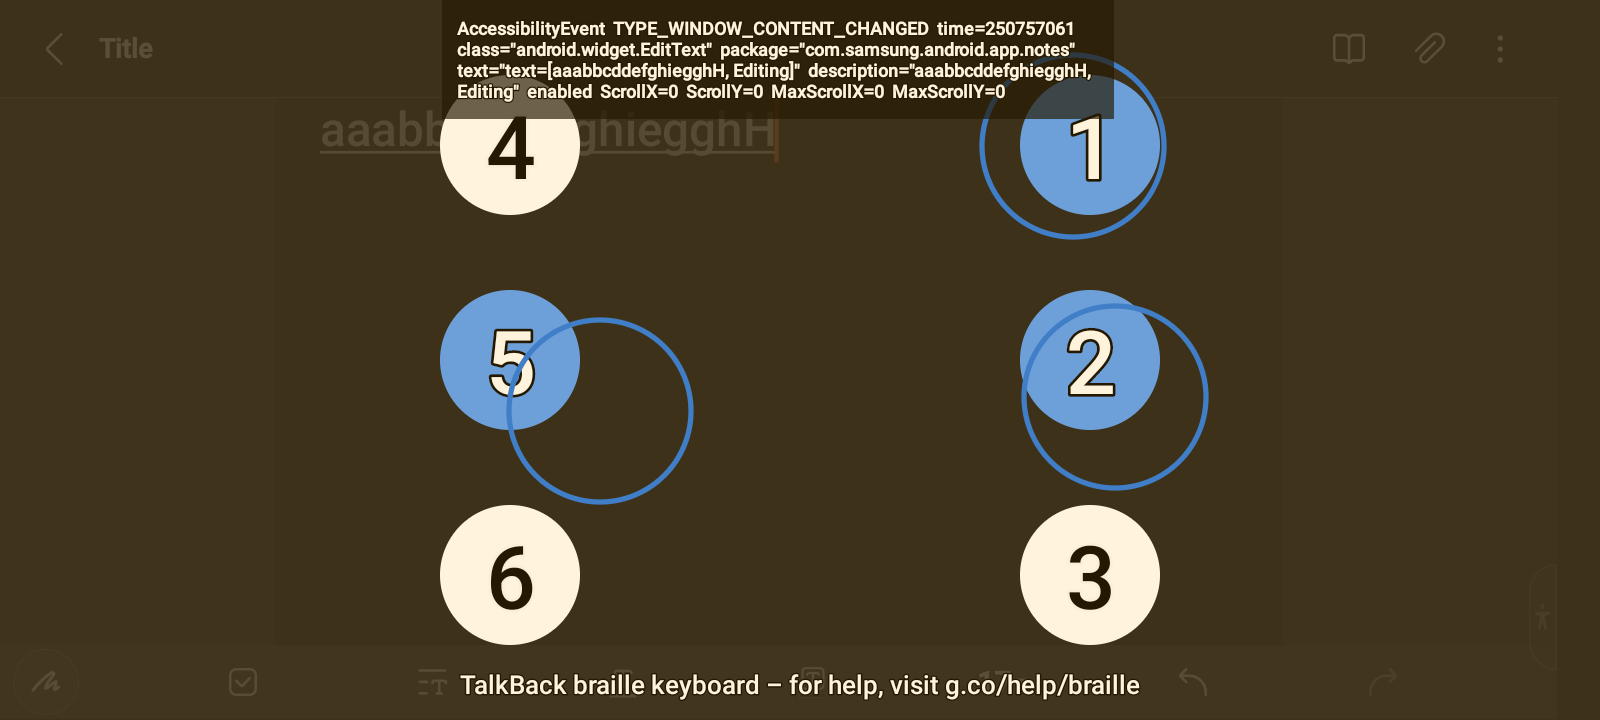 Title
AccessibilityEvent TYPE_WINDOW_CONTENT_CHANGED time=250757061
class="android.widget.EditText" package="com.samsung.android.app.notes"
text="text=[aaabbcddefghiegghH, Editing]" description="aaabbcddefghiegghH,
Editing" enabled ScrollX=0 ScrollY=0 MaxScrollX=0 MaxScrollY=0
aaabb ghiegghH
4 1
5 2
6 3
TalkBack braille keyboard – for help, visit g.co/help/braille